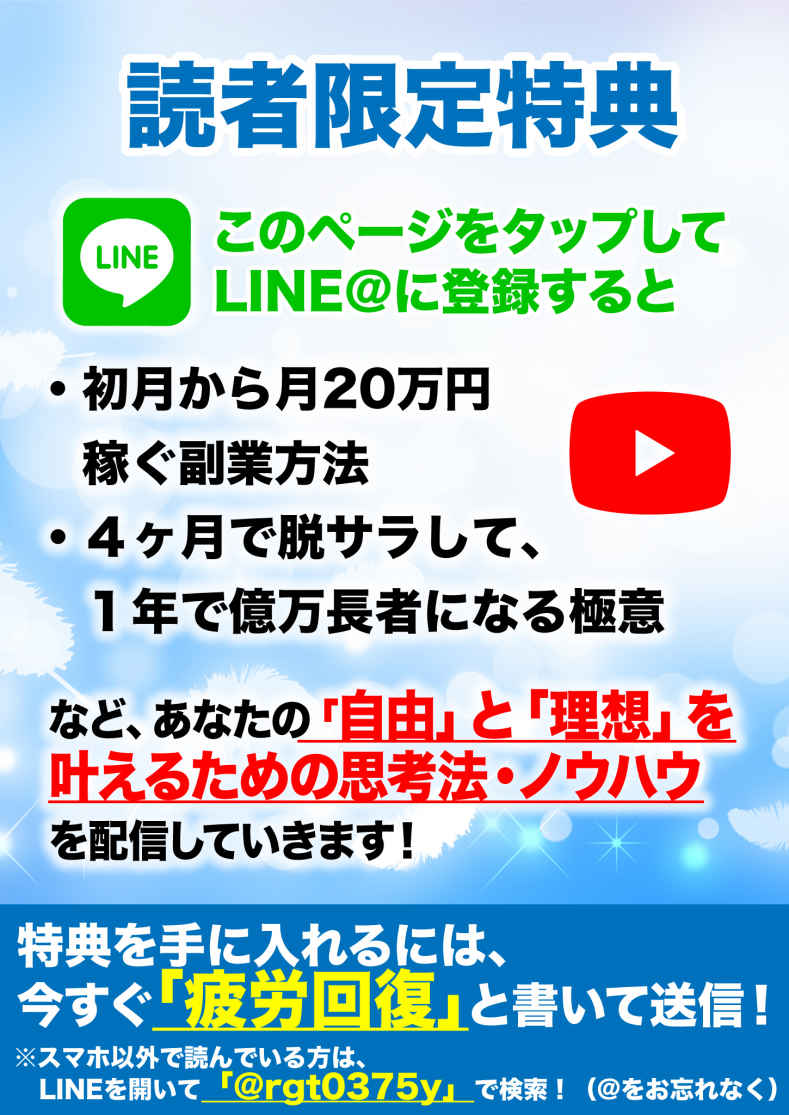 読者限定特典
LINE
このページをタップして
LINE@に登録すると
・初月から月20万円
稼ぐ副業方法
・４ヶ月で脱サラして、
１年で億万長者になる極意
など、あなたの「自由」と「理想」を
叶えるための思考法・ノウハウ
を配信していきます！
特典を手に入れるには、
今すぐ「疲労回復」と書いて送信！
※スマホ以外で読んでいる方は、
LINEを開いて「@rgt0375y」で検索！（@をお忘れなく）